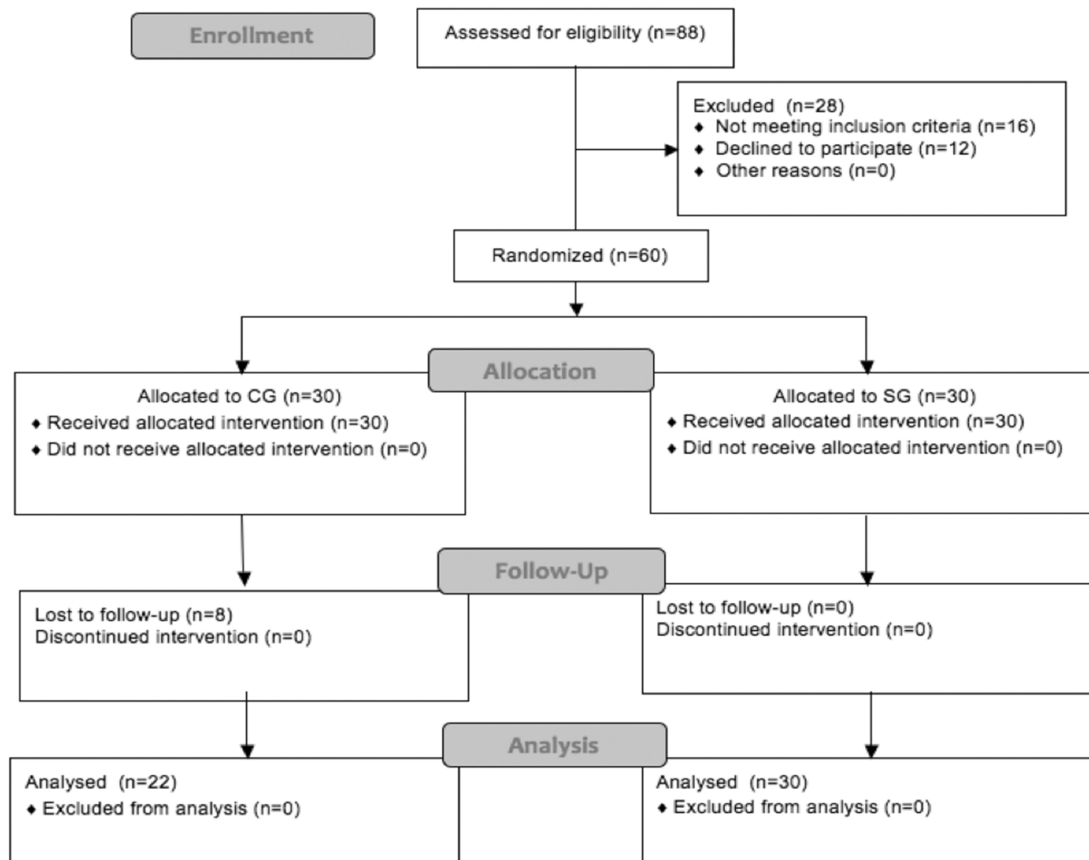 Enrollment
Assessed for eligibility (n=88)
Excluded (n=28)
♦ Not meeting inclusion criteria (n=16)
♦ Declined to participate (n=12)
♦ Other reasons (n=0)
Randomized (n=60)
Allocation
Allocated to CG (n=30)
♦ Received allocated intervention (n=30)
♦ Did not receive allocated intervention (n=0)
Allocated to SG (n=30)
♦ Received allocated intervention (n=30)
♦ Did not receive allocated intervention (n=0)
Follow-Up
Lost to follow-up (n=8)
Discontinued intervention (n=0)
Lost to follow-up (n=0)
Discontinued intervention (n=0)
Analysis
Analysed (n=22)
♦ Excluded from analysis (n=0)
Analysed (n=30)
♦ Excluded from analysis (n=0)